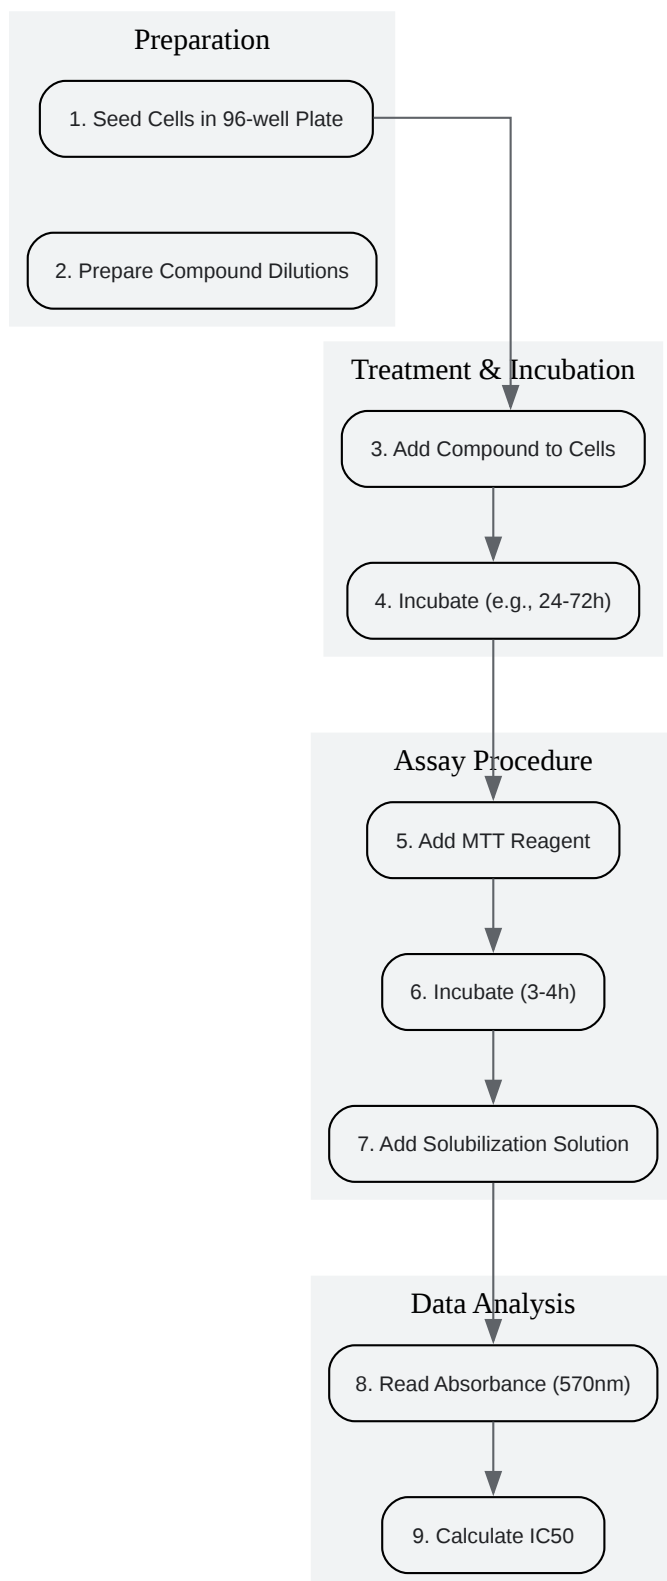 Preparation
1. Seed Cells in 96-well Plate
2. Prepare Compound Dilutions
Treatment & Incubation
3. Add Compound to Cells
4. Incubate (e.g., 24-72h)
Assay Procedure
5. Add MTT Reagent
6. Incubate (3-4h)
7. Add Solubilization Solution
Data Analysis
8. Read Absorbance (570nm)
9. Calculate IC50